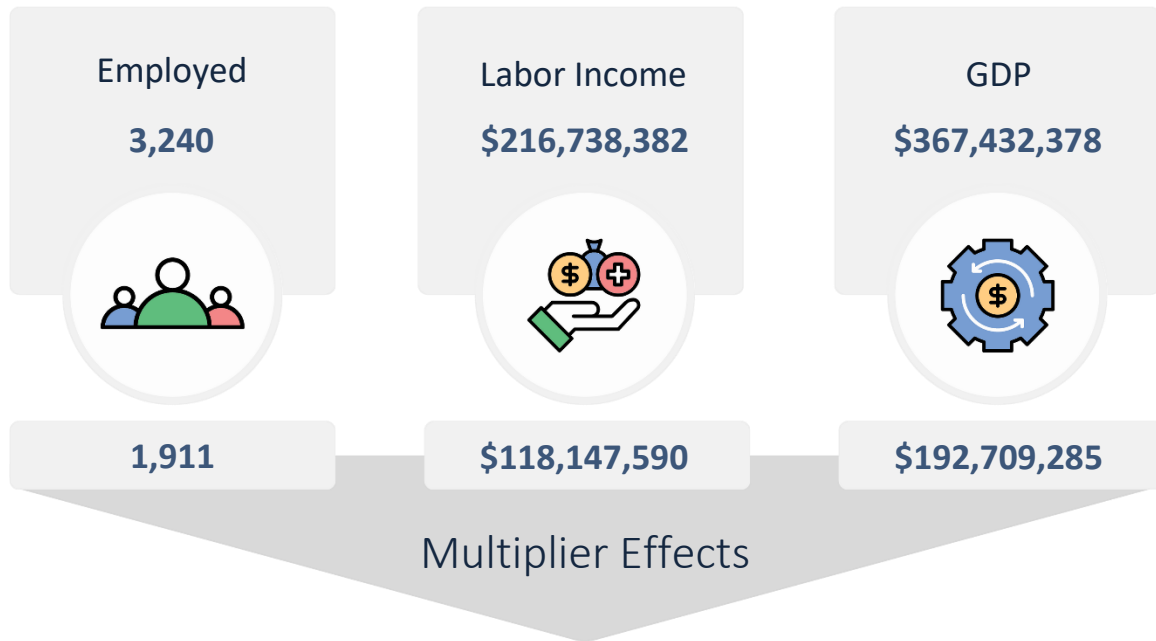 Employed
3,240
Labor Income
$216,738,382
GDP
$367,432,378
$
$
1,911
$118,147,590
$192,709,285
Multiplier Effects